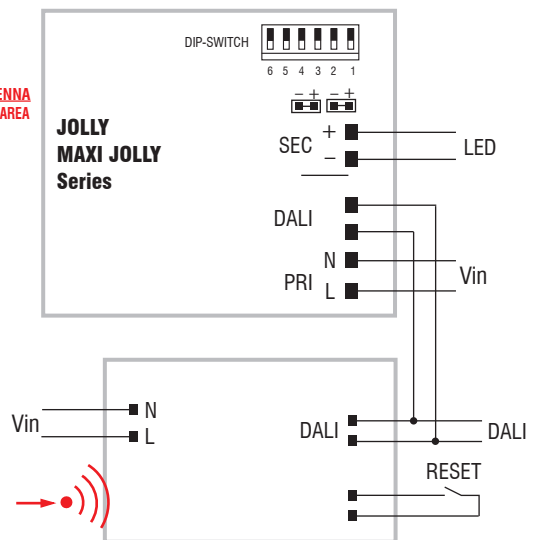 DIP-SWITCH
6 5 4 3 2 1
− + − +
AREA
JOLLY
MAXI JOLLY
Series
SEC + −
LED
DALI
PRI N L
Vin
Vin
N
L
DALI
DALI
RESET